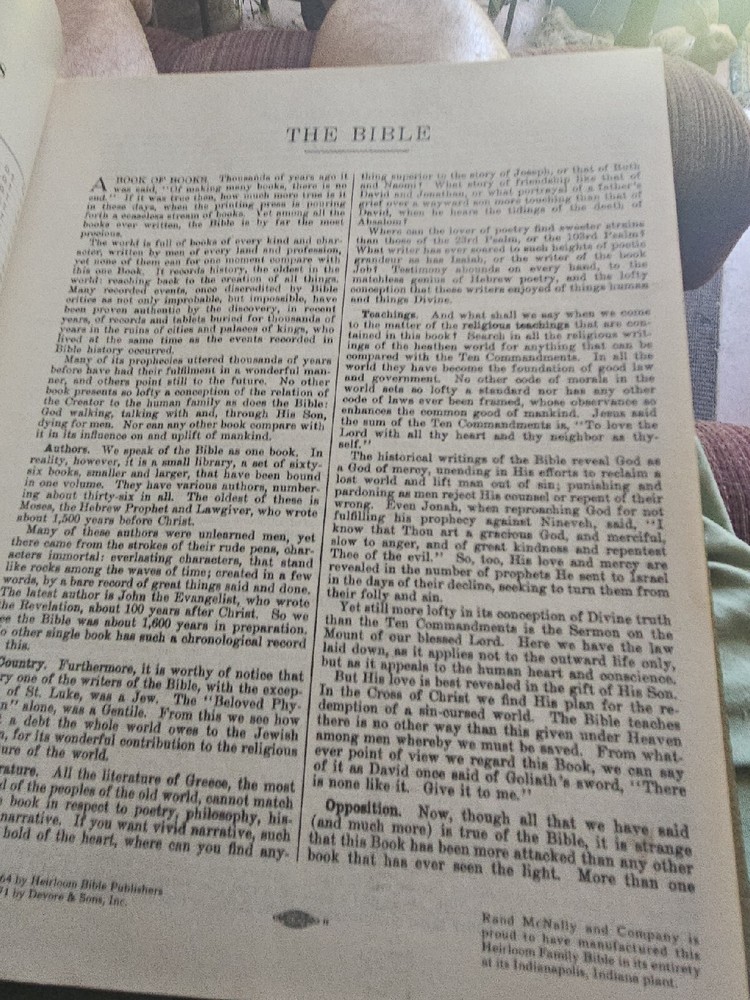 THE BIBLE
A BOOK OF BOOKS. Thousands of years ago it
was said, "Of making many books, there is no
end." If it was true then, how much more true is it
in these days, when the printing press is pouring
forth a ceaseless stream of books. Yet among all the
books ever written, the Bible is by far the most
precious.
The world is full of books of every kind and char-
acter, written by men of every land and profession,
yet none of them can for one moment compare with
this one Book. It records history, the oldest in the
world: reaching back to the creation of all things.
Many recorded events, once discredited by Bible
critics as not only improbable, but impossible, have
been proven authentic by the discovery, in recent
years, of records and tablets buried for thousands of
years in the ruins of cities and palaces of kings, who
lived at the same time as the events recorded in
Bible history occurred.
Many of its prophecies uttered thousands of years
before have had their fulfilment in a wonderful man-
ner, and others point still to the future. No other
book presents so lofty a conception of the relation of
the Creator to the human family as does the Bible;
God walking, talking with and, through His Son,
dying for men. Nor can any other book compare with
it in its influence on and uplift of mankind.
Authors. We speak of the Bible as one book. In
reality, however, it is a small library, a set of sixty-
six books, smaller and larger, that have been bound
in one volume. They have various authors, number-
ing about thirty-six in all. The oldest of these is
Moses, the Hebrew Prophet and Lawgiver, who wrote
about 1,500 years before Christ.
Many of these authors were unlearned men, yet
there came from the strokes of their rude pens, char-
acters immortal: everlasting characters, that stand
like rocks among the waves of time; created in a few
words, by a bare record of great things said and done.
The latest author is John the Evangelist, who wrote
the Revelation, about 100 years after Christ. So we
ee the Bible was about 1,600 years in preparation.
o other single book has such a chronological record
this.
Country. Furthermore, it is worthy of notice that
ry one of the writers of the Bible, with the excep-
of St. Luke, was a Jew. The "Beloved Phy-
n" alone, was a Gentile. From this we see how
a debt the whole world owes to the Jewish
n, for its wonderful contribution to the religious
ure of the world.
rature. All the literature of Greece, the most
d of the peoples of the old world, cannot match
book in respect to poetry, philosophy, his-
narrative. If you want vivid narrative, such
hold of the heart, where can you find any-
thing superior to the story of Joseph, or that of Ruth
and Naomi? What story of friendship like that of
David and Jonathan, or what portrayal of a father's
grief over a wayward son more touching than that of
David, when he hears the tidings of the death of
Absalom?
Where can the lover of poetry find sweeter strains
than those of the 23rd Psalm, or the 103rd Psalm?
What writer has ever soared to such heights of poetic
grandeur as has Isaiah, or the writer of the book
Job? Testimony abounds on every hand, to the
matchless genius of Hebrew poetry, and the lofty
conception that these writers enjoyed of things human
and things Divine.
Teachings. And what shall we say when we come
to the matter of the religious teachings that are con-
tained in this book? Search in all the religious writ-
ings of the heathen world for anything that can be
compared with the Ten Commandments. In all the
world they have become the foundation of good law
and government. No other code of morals in the
world sets so lofty a standard nor has any other
code of laws ever been framed, whose observance so
enhances the common good of mankind. Jesus said
the sum of the Ten Commandments is, "To love the
Lord with all thy heart and thy neighbor as thy-
self."
The historical writings of the Bible reveal God as
a God of mercy, unending in His efforts to reclaim a
lost world and lift man out of sin; punishing and
pardoning as men reject His counsel or repent of their
wrong. Even Jonah, when reproaching God for not
fulfilling his prophecy against Nineveh, said, "I
know that Thou art a gracious God, and merciful,
slow to anger, and of great kindness and repentest
Thee of the evil." So, too, His love and mercy are
revealed in the number of prophets He sent to Israel
in the days of their decline, seeking to turn them from
their folly and sin.
Yet still more lofty in its conception of Divine truth
than the Ten Commandments is the Sermon on the
Mount of our blessed Lord. Here we have the law
laid down, as it applies not to the outward life only,
but as it appeals to the human heart and conscience.
But His love is best revealed in the gift of His Son.
In the Cross of Christ we find His plan for the re-
demption of a sin-cursed world. The Bible teaches
there is no other way than this given under Heaven
among men whereby we must be saved. From what-
ever point of view we regard this Book, we can say
of it as David once said of Goliath's sword, "There
is none like it. Give it to me."
Opposition. Now, though all that we have said
(and much more) is true of the Bible, it is strange
that this Book has been more attacked than any other
book that has ever seen the light. More than one
64 by Heirloom Bible Publishers
71 by Devore & Sons, Inc.
Rand McNally and Company is
proud to have manufactured this
Heirloom Family Bible in its entirety
at its Indianapolis, Indiana plant.